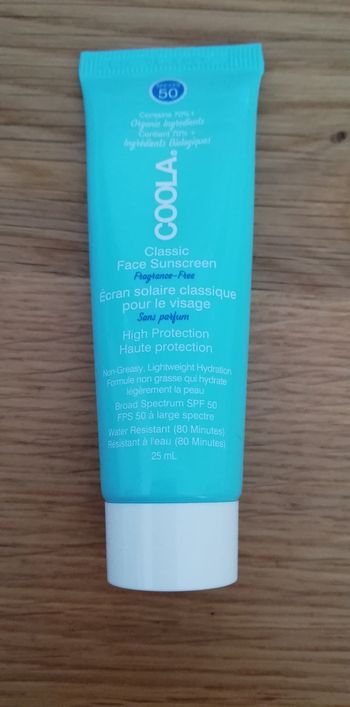 50
Contains 70%+
Organic Ingredients
Contient 70% +
Ingrédients Biologiques
COOLA®
Classic
Face Sunscreen
Fragrance-Free
Écran solaire classique
pour le visage
Sans parfum
High Protection
Haute protection
Non-Greasy, Lightweight Hydration
Formule non grasse qui hydrate
légèrement la peau
Broad Spectrum SPF 50
FPS 50 à large spectre
Water Resistant (80 Minutes)
Résistant à l'eau (80 Minutes)
25 mL